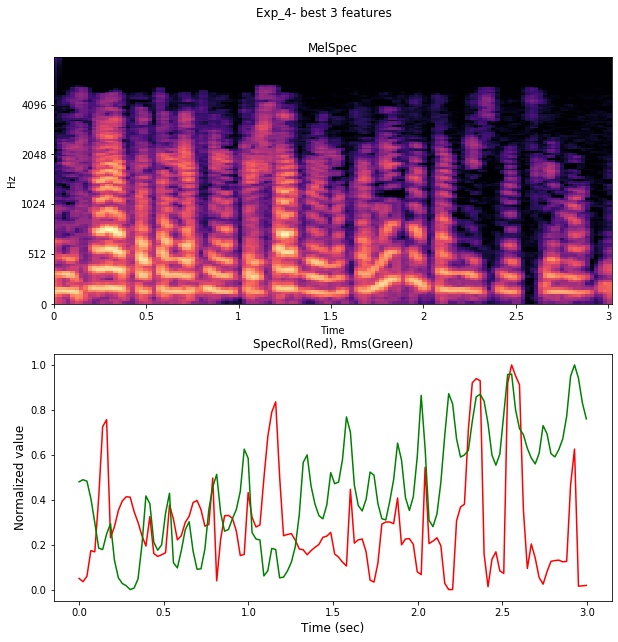 Exp_4- best 3 features
MelSpec
4096
2048
1024
512
0
Hz
0 0.5 1 1.5 2 2.5 3
Time
SpecRol(Red), Rms(Green)
1.0
0.8
0.6
0.4
0.2
0.0
Normalized value
0.0 0.5 1.0 1.5 2.0 2.5 3.0
Time (sec)